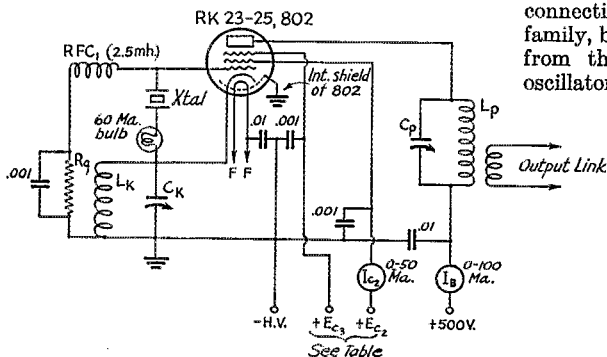 RK 23-25, 802
connecti
family, b
from th
oscillator
RFC₁ (2.5mh.)
Int. shield
of 802
Xtal
60 Ma.
bulb
.01 .001
Lp
Cp
Output Link
.001
Rg
LK
CK
F F
.001
.01
0-50
Ma.
0-100
Ma.
Ic₂
IB
-H.V.
+Ec₃ +Ec₂
+500V.
See Table